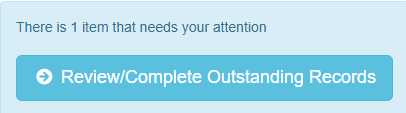 There is 1 item that needs your attention
Review/Complete Outstanding Records